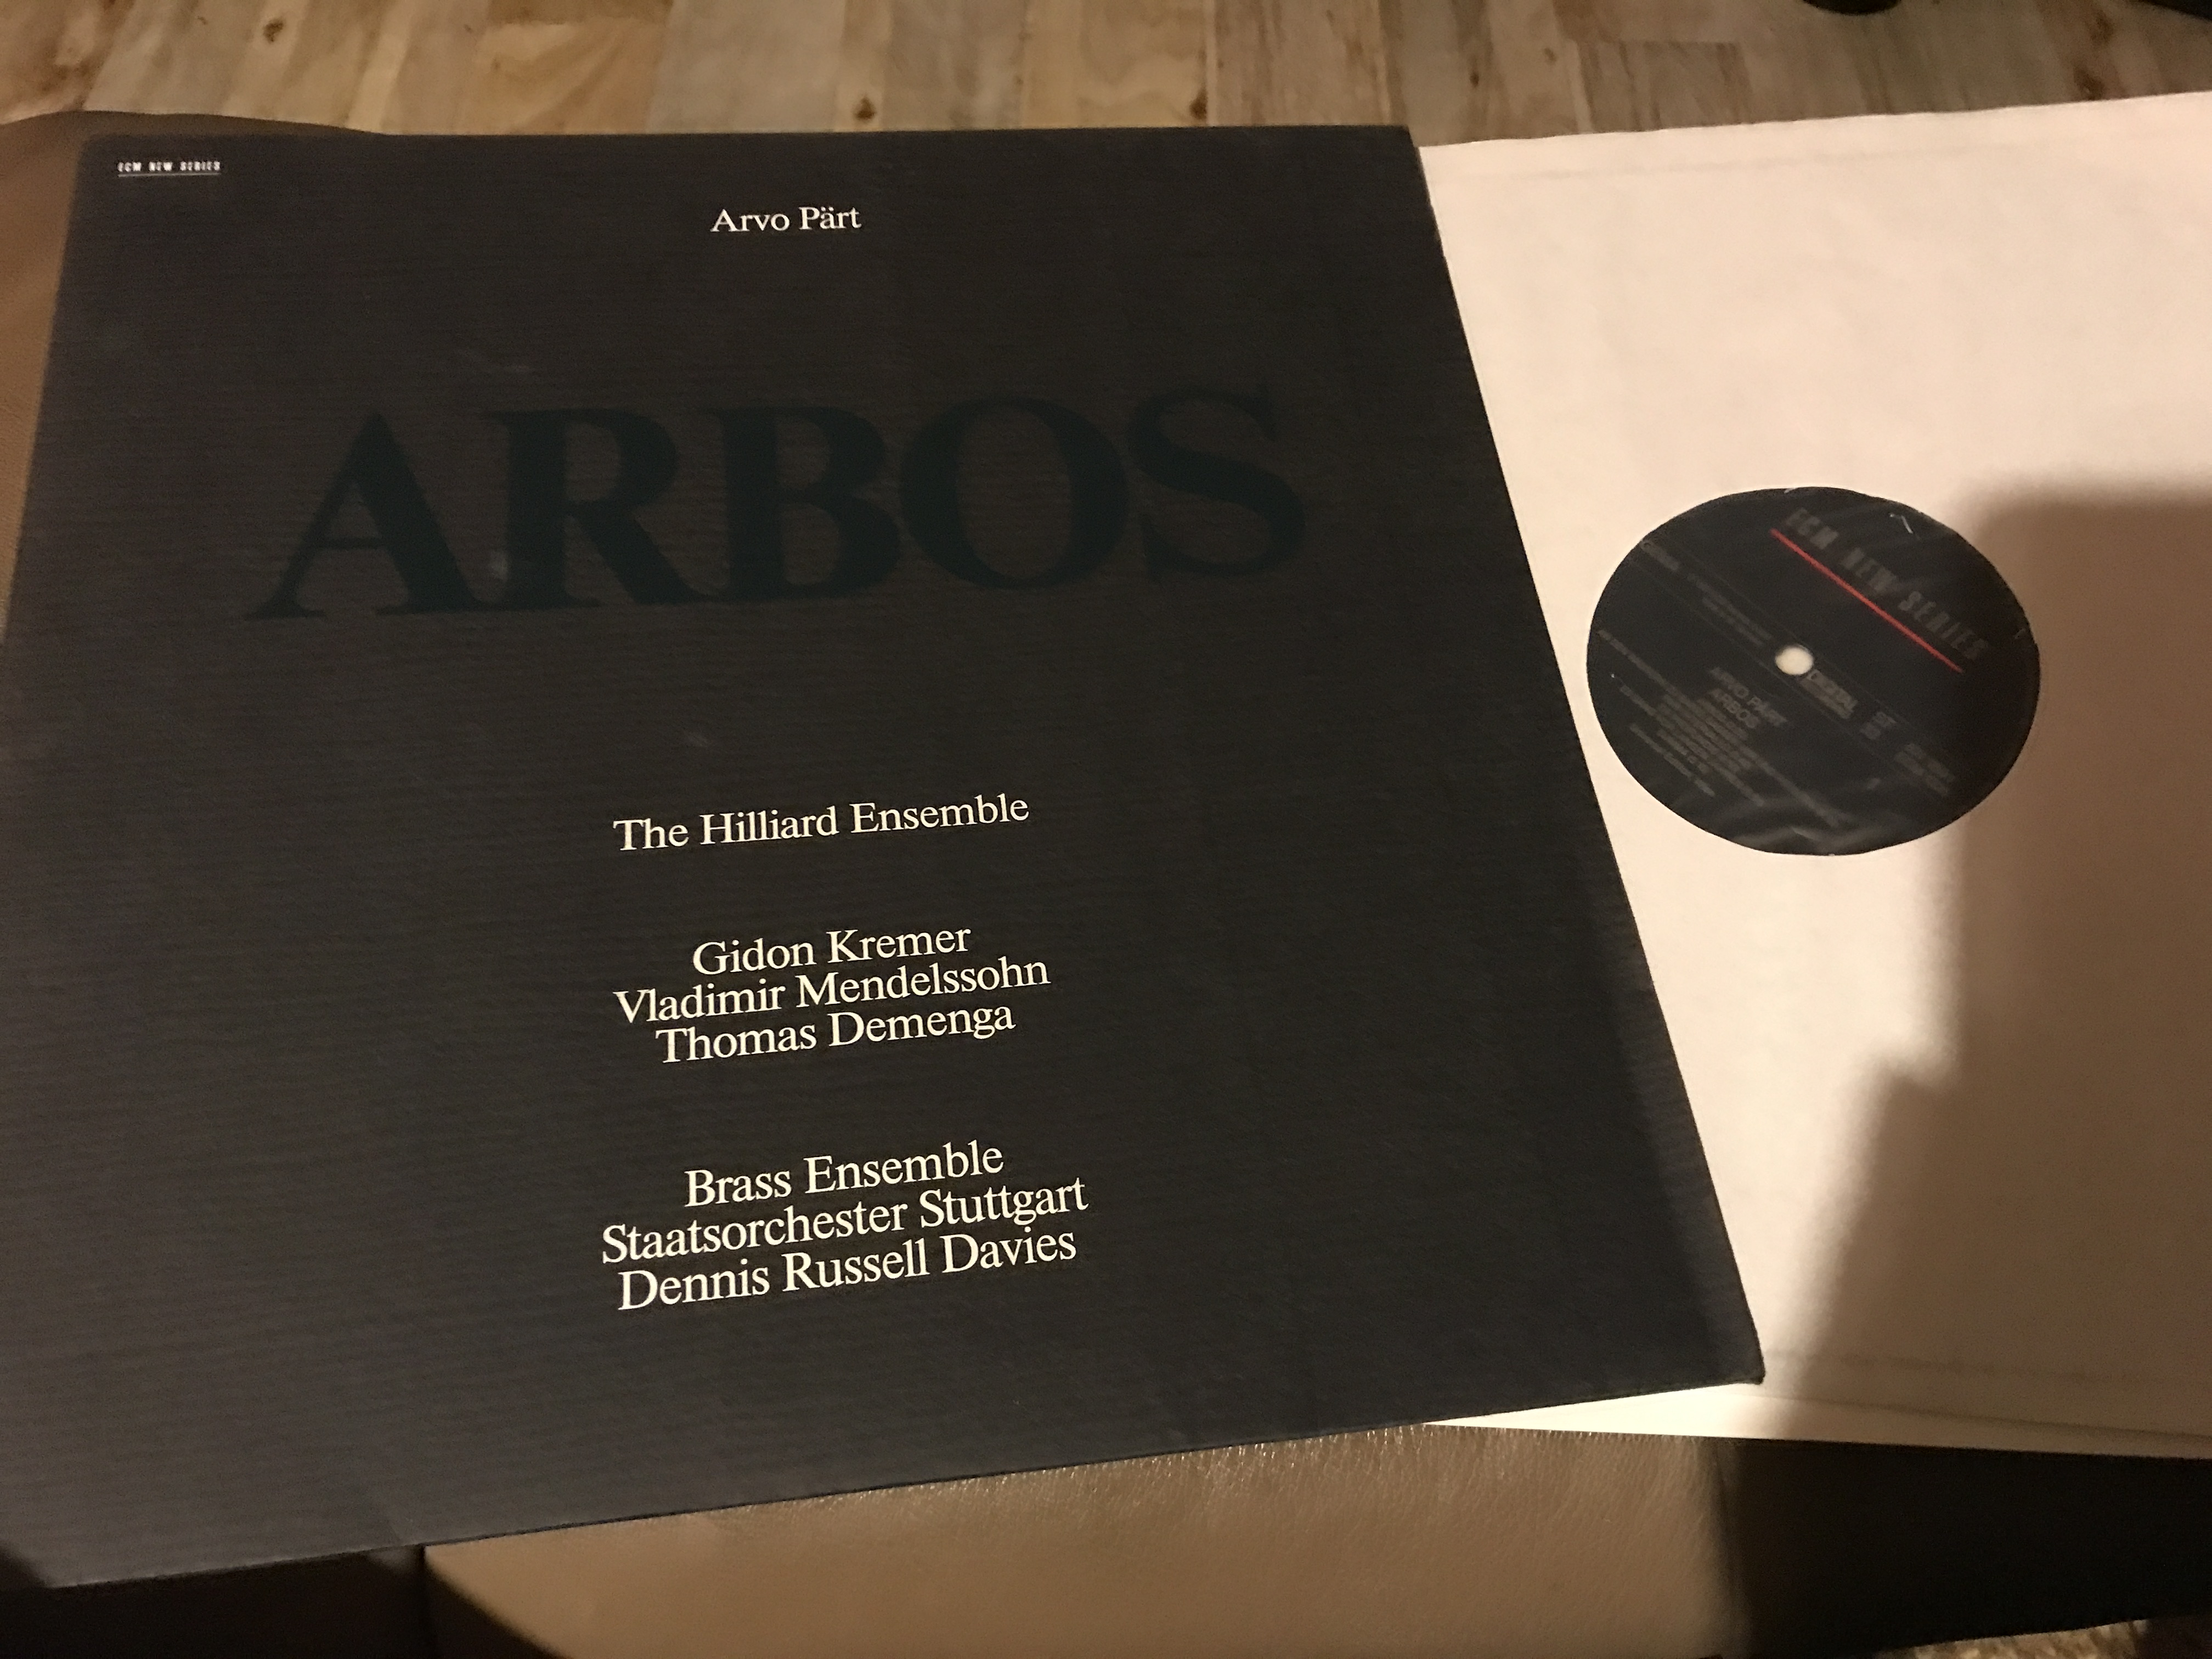 ECM NEW SERIES
Arvo Pärt
ARBOS
The Hilliard Ensemble
Gidon Kremer
Vladimir Mendelssohn
Thomas Demenga
Brass Ensemble
Staatsorchester Stuttgart
Dennis Russell Davies
ECM NEW SERIES
DIGITAL
ARVO PÄRT
ARBOS